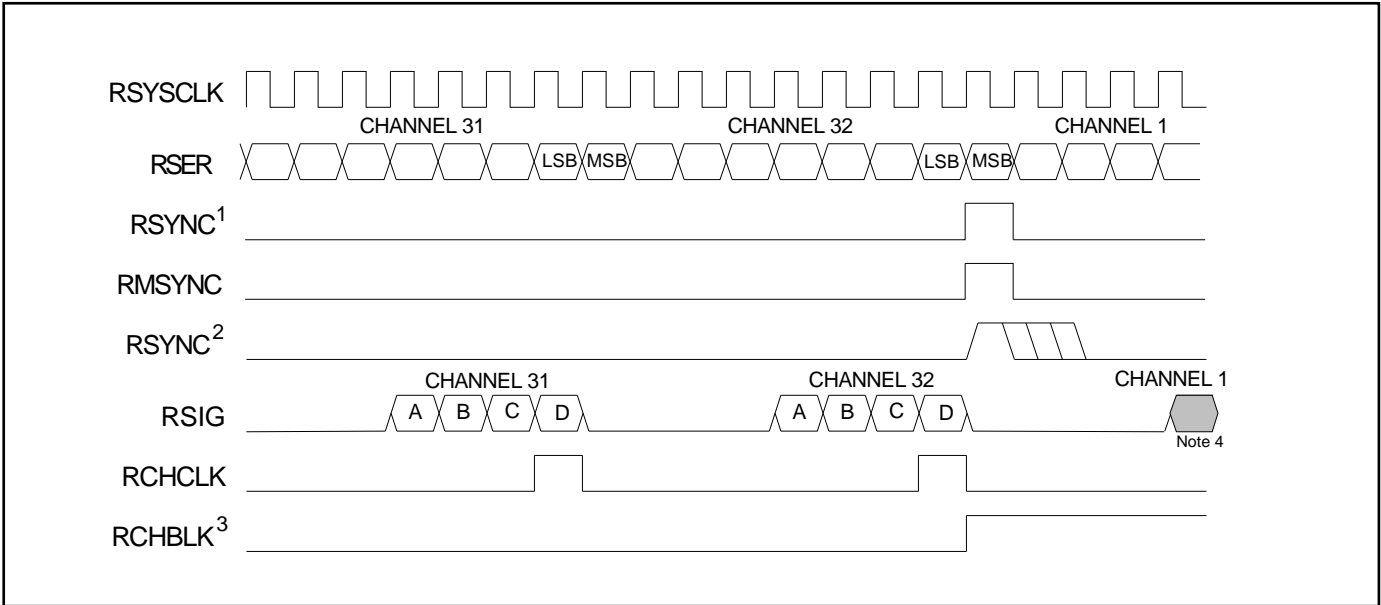 RSYSCLK
CHANNEL 31 CHANNEL 32 CHANNEL 1
RSER LSB MSB LSB MSB
RSYNC1
RMSYNC
RSYNC2
CHANNEL 31 CHANNEL 32 CHANNEL 1
RSIG A B C D A B C D
Note 4
RCHCLK
RCHBLK3